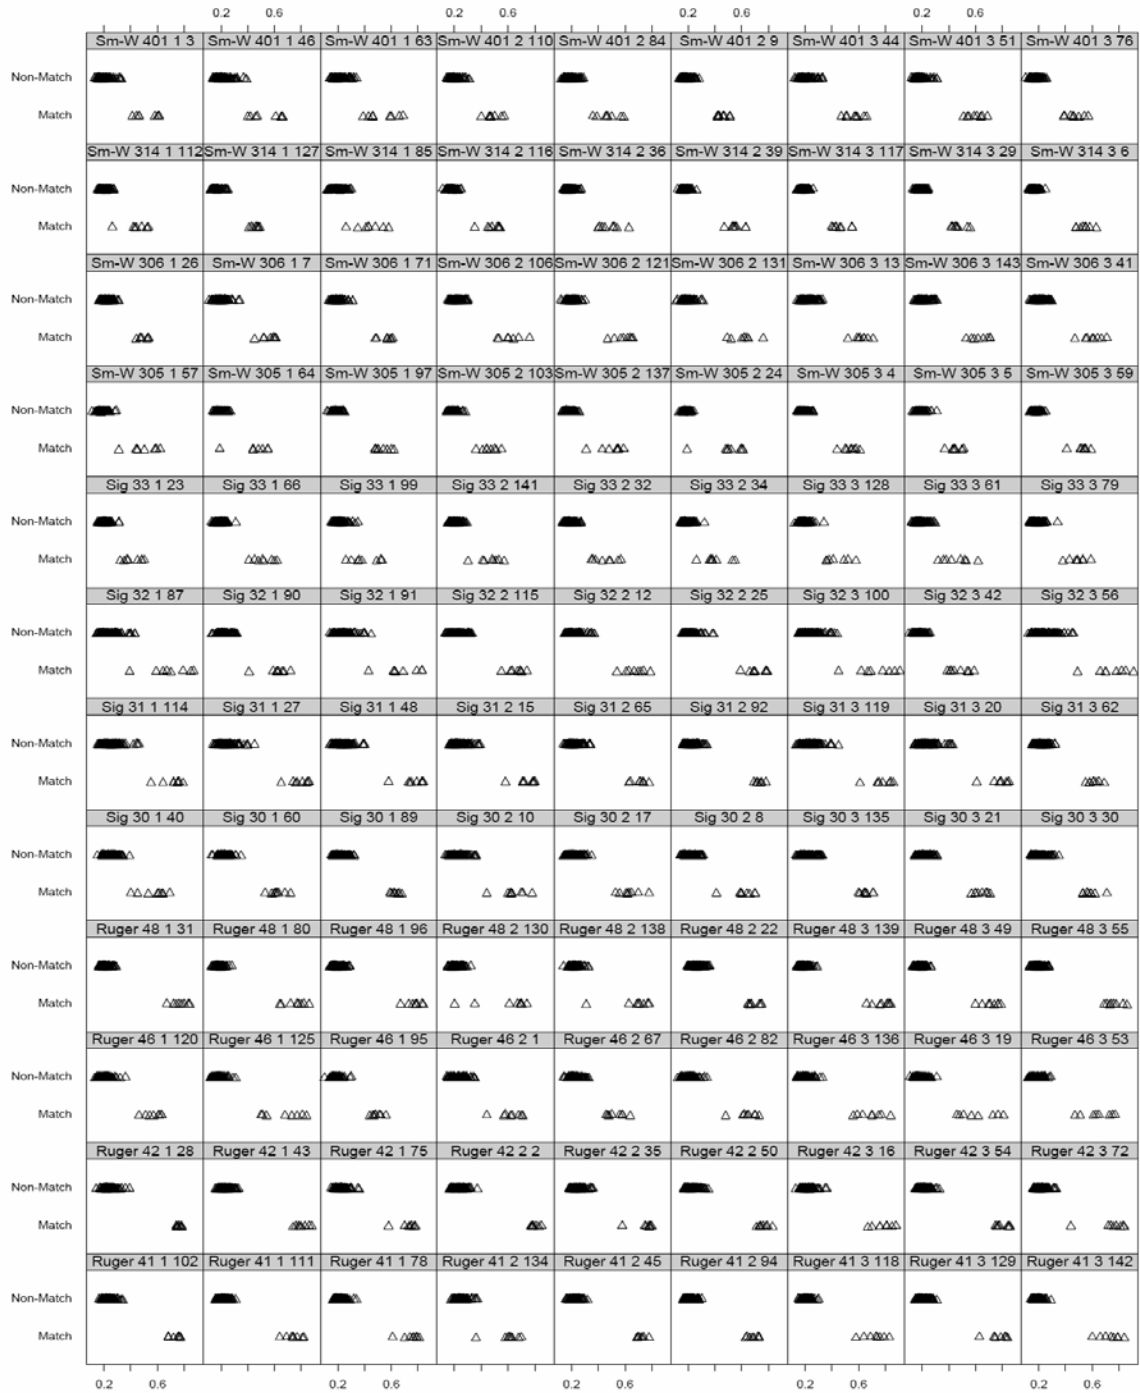 0.2 0.6 0.2 0.6 0.2 0.6 0.2 0.6
Sm-W 401 1 3 Sm-W 401 1 46 Sm-W 401 1 63 Sm-W 401 2 110 Sm-W 401 2 84 Sm-W 401 2 9 Sm-W 401 3 44 Sm-W 401 3 51 Sm-W 401 3 76
Non-Match
Match
Sm-W 314 1 112 Sm-W 314 1 127 Sm-W 314 1 85 Sm-W 314 2 116 Sm-W 314 2 36 Sm-W 314 2 39 Sm-W 314 3 117 Sm-W 314 3 29 Sm-W 314 3 6
Non-Match
Match
Sm-W 306 1 26 Sm-W 306 1 7 Sm-W 306 1 71 Sm-W 306 2 106 Sm-W 306 2 121 Sm-W 306 2 131 Sm-W 306 3 13 Sm-W 306 3 143 Sm-W 306 3 41
Non-Match
Match
Sm-W 305 1 57 Sm-W 305 1 64 Sm-W 305 1 97 Sm-W 305 2 103 Sm-W 305 2 137 Sm-W 305 2 24 Sm-W 305 3 4 Sm-W 305 3 5 Sm-W 305 3 59
Non-Match
Match
Sig 33 1 23 Sig 33 1 66 Sig 33 1 99 Sig 33 2 141 Sig 33 2 32 Sig 33 2 34 Sig 33 3 128 Sig 33 3 61 Sig 33 3 79
Non-Match
Match
Sig 32 1 87 Sig 32 1 90 Sig 32 1 91 Sig 32 2 115 Sig 32 2 12 Sig 32 2 25 Sig 32 3 100 Sig 32 3 42 Sig 32 3 56
Non-Match
Match
Sig 31 1 114 Sig 31 1 27 Sig 31 1 48 Sig 31 2 15 Sig 31 2 65 Sig 31 2 92 Sig 31 3 119 Sig 31 3 20 Sig 31 3 62
Non-Match
Match
Sig 30 1 40 Sig 30 1 60 Sig 30 1 89 Sig 30 2 10 Sig 30 2 17 Sig 30 2 8 Sig 30 3 135 Sig 30 3 21 Sig 30 3 30
Non-Match
Match
Ruger 48 1 31 Ruger 48 1 80 Ruger 48 1 96 Ruger 48 2 130 Ruger 48 2 138 Ruger 48 2 22 Ruger 48 3 139 Ruger 48 3 49 Ruger 48 3 55
Non-Match
Match
Ruger 46 1 120 Ruger 46 1 125 Ruger 46 1 95 Ruger 46 2 1 Ruger 46 2 67 Ruger 46 2 82 Ruger 46 3 136 Ruger 46 3 19 Ruger 46 3 53
Non-Match
Match
Ruger 42 1 28 Ruger 42 1 43 Ruger 42 1 75 Ruger 42 2 2 Ruger 42 2 35 Ruger 42 2 50 Ruger 42 3 16 Ruger 42 3 54 Ruger 42 3 72
Non-Match
Match
Ruger 41 1 102 Ruger 41 1 111 Ruger 41 1 78 Ruger 41 2 134 Ruger 41 2 45 Ruger 41 2 94 Ruger 41 3 118 Ruger 41 3 129 Ruger 41 3 142
Non-Match
Match
0.2 0.6 0.2 0.6 0.2 0.6 0.2 0.6 0.2 0.6